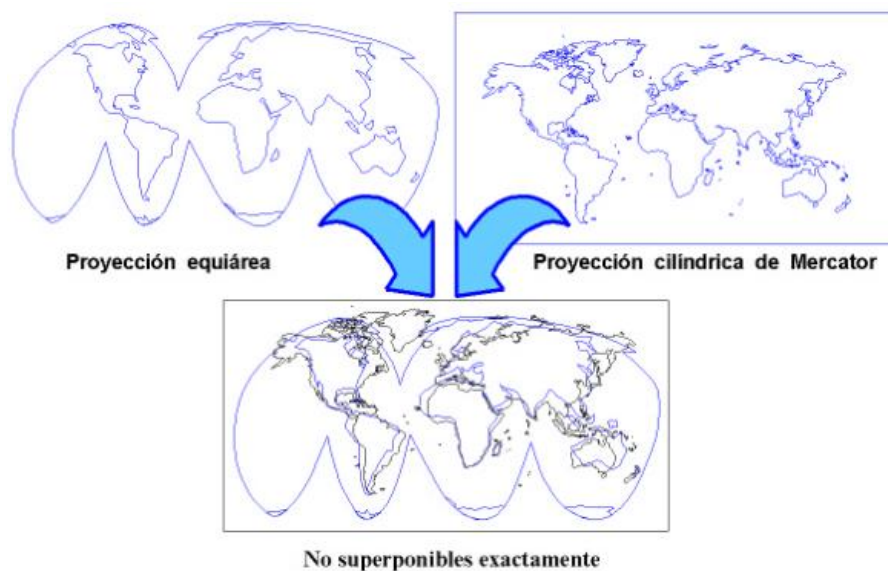 Proyección equiárea
Proyección cilíndrica de Mercator
No superponibles exactamente